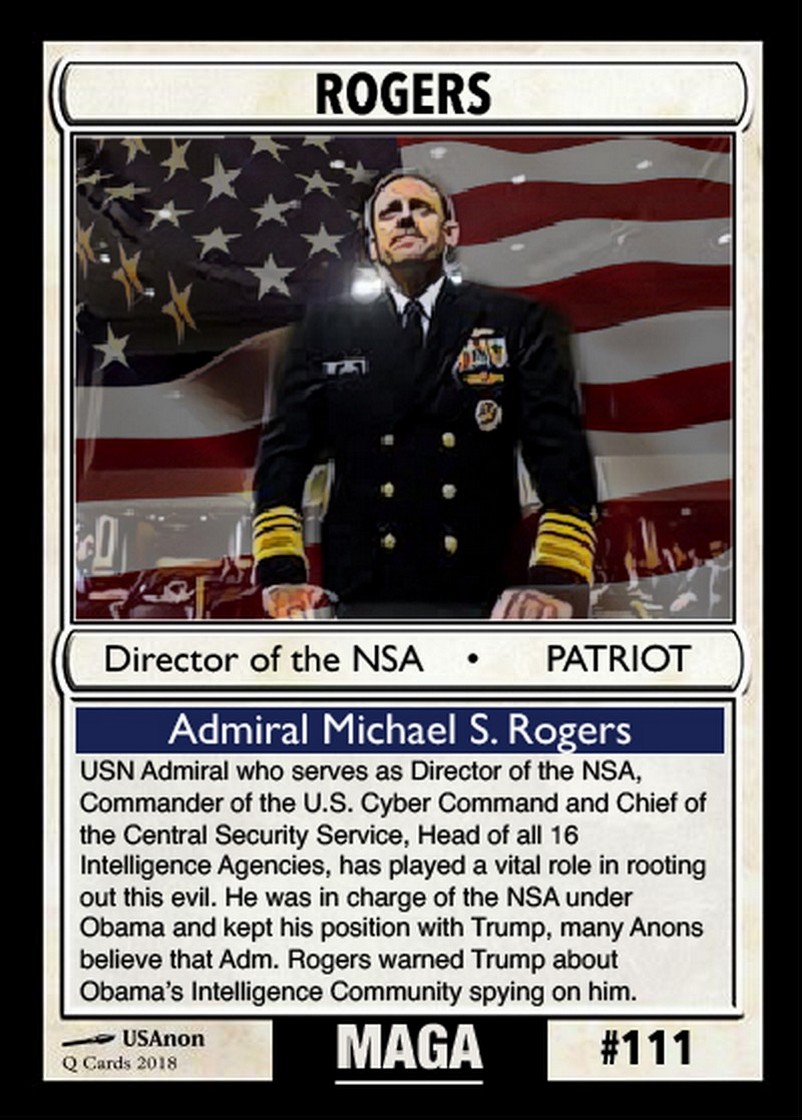 ROGERS
Director of the NSA • PATRIOT
Admiral Michael S. Rogers
USN Admiral who serves as Director of the NSA,
Commander of the U.S. Cyber Command and Chief of
the Central Security Service, Head of all 16
Intelligence Agencies, has played a vital role in rooting
out this evil. He was in charge of the NSA under
Obama and kept his position with Trump, many Anons
believe that Adm. Rogers warned Trump about
Obama's Intelligence Community spying on him.
USAnon
Q Cards 2018
MAGA
#111